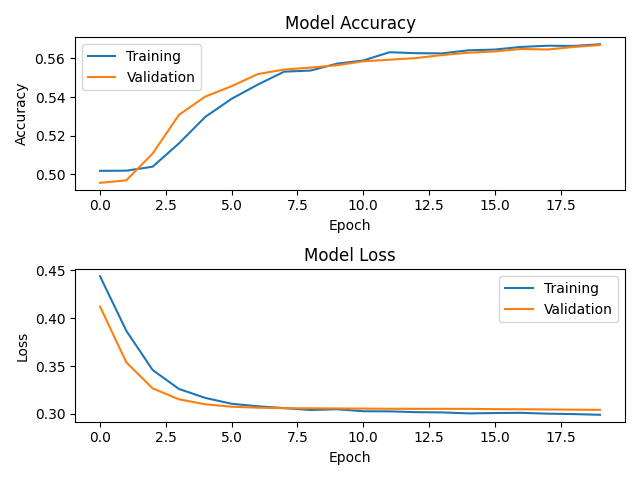 Model Accuracy
Training
Validation
Accuracy
0.56
0.54
0.52
0.50
0.0 2.5 5.0 7.5 10.0 12.5 15.0 17.5
Epoch
Model Loss
Training
Validation
Loss
0.45
0.40
0.35
0.30
0.0 2.5 5.0 7.5 10.0 12.5 15.0 17.5
Epoch